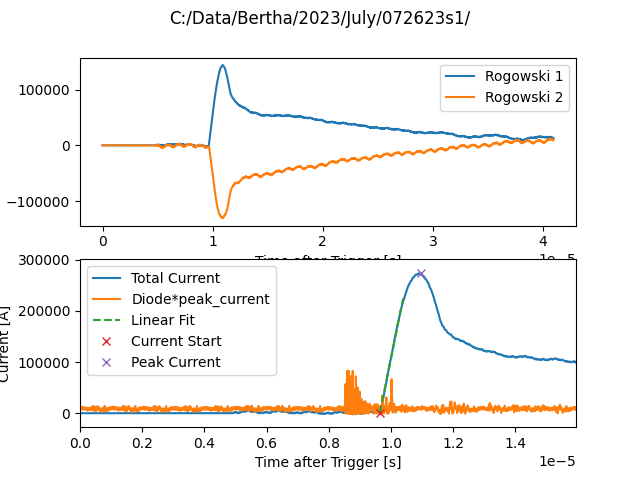 C:/Data/Bertha/2023/July/072623s1/
100000
0
−100000
Rogowski 1
Rogowski 2
0
1
2
3
4
Time after Trigger [s]
1e−5
300000
200000
100000
0
Current [A]
Total Current
Diode*peak_current
Linear Fit
Current Start
Peak Current
0.0
0.2
0.4
0.6
0.8
1.0
1.2
1.4
Time after Trigger [s]
1e−5